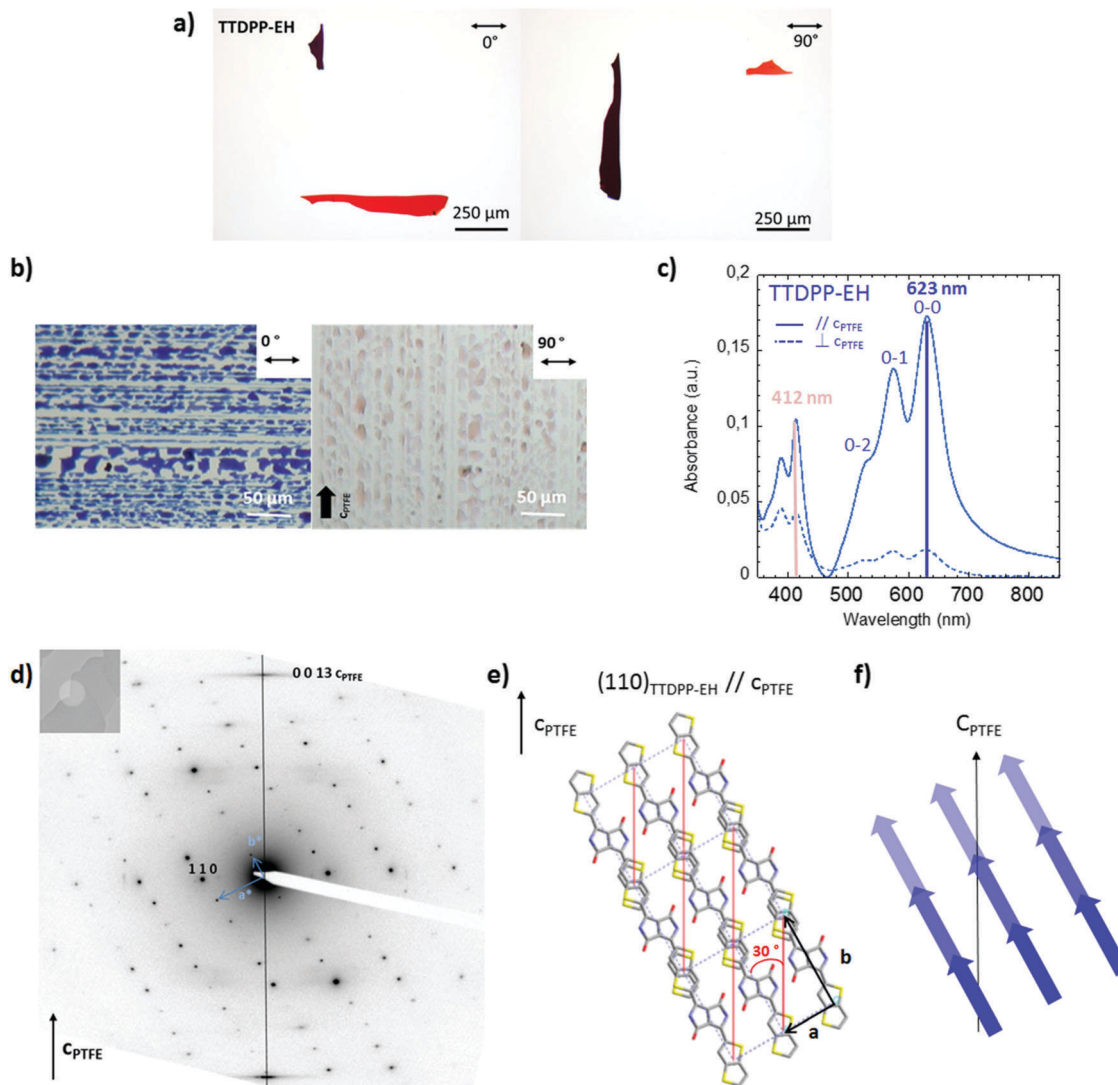 a)
TTDPP-EH
0°
250 µm
90°
250 µm
b)
0 °
50 µm
90 °
50 µm
cPTFE
c)
TTDPP-EH
// cPTFE
⊥ cPTFE
623 nm
0-0
0-1
0-2
412 nm
0,2
0,15
0,1
0,05
0
Absorbance (a.u.)
400 500 600 700 800
Wavelength (nm)
d)
0 0 13 cPTFE
b*
1 1 0
a*
cPTFE
e)
(110)TTDPP-EH // cPTFE
cPTFE
30 °
b
a
f)
CPTFE